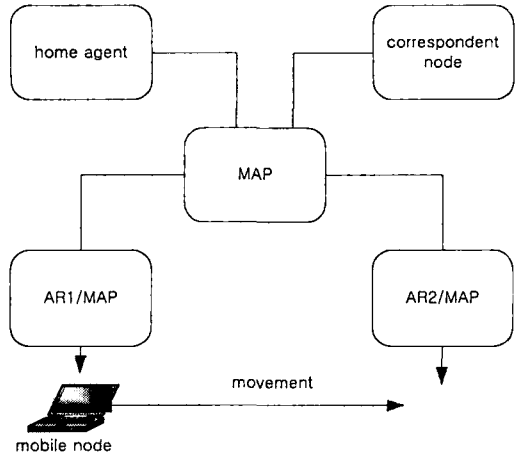 home agent
correspondent
node
MAP
AR1/MAP
AR2/MAP
movement
mobile node